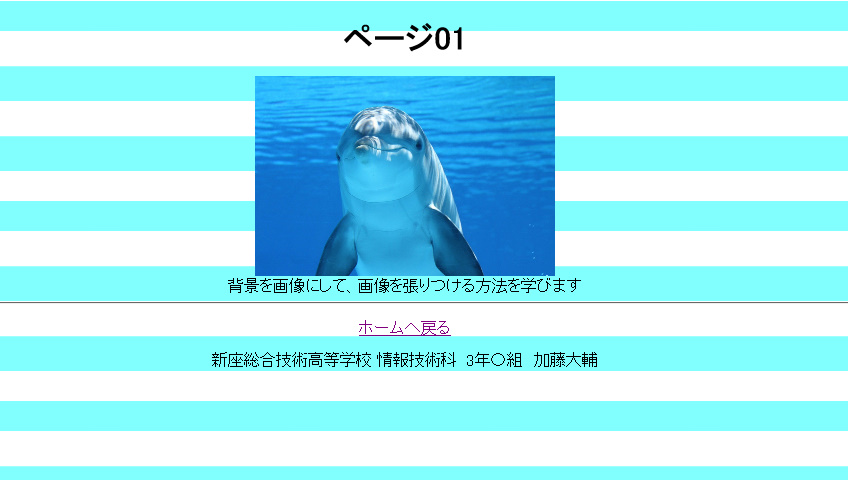 ページ01
背景を画像にして、画像を張りつける方法を学びます
ホームへ戻る
新座総合技術高等学校 情報技術科　3年〇組　加藤大輔